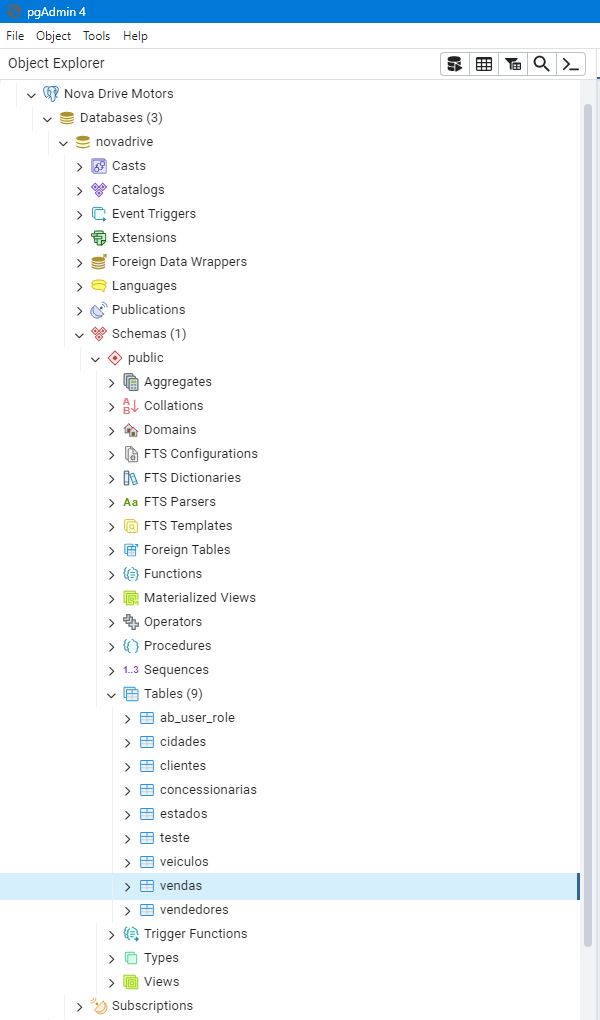 pgAdmin 4
File Object Tools Help
Object Explorer
Nova Drive Motors
Databases (3)
novadrive
Casts
Catalogs
Event Triggers
Extensions
Foreign Data Wrappers
Languages
Publications
Schemas (1)
public
Aggregates
Collations
Domains
FTS Configurations
FTS Dictionaries
Aa FTS Parsers
FTS Templates
Foreign Tables
Functions
Materialized Views
Operators
Procedures
1..3 Sequences
Tables (9)
ab_user_role
cidades
clientes
concessionarias
estados
teste
veiculos
vendas
vendedores
Trigger Functions
Types
Views
Subscriptions